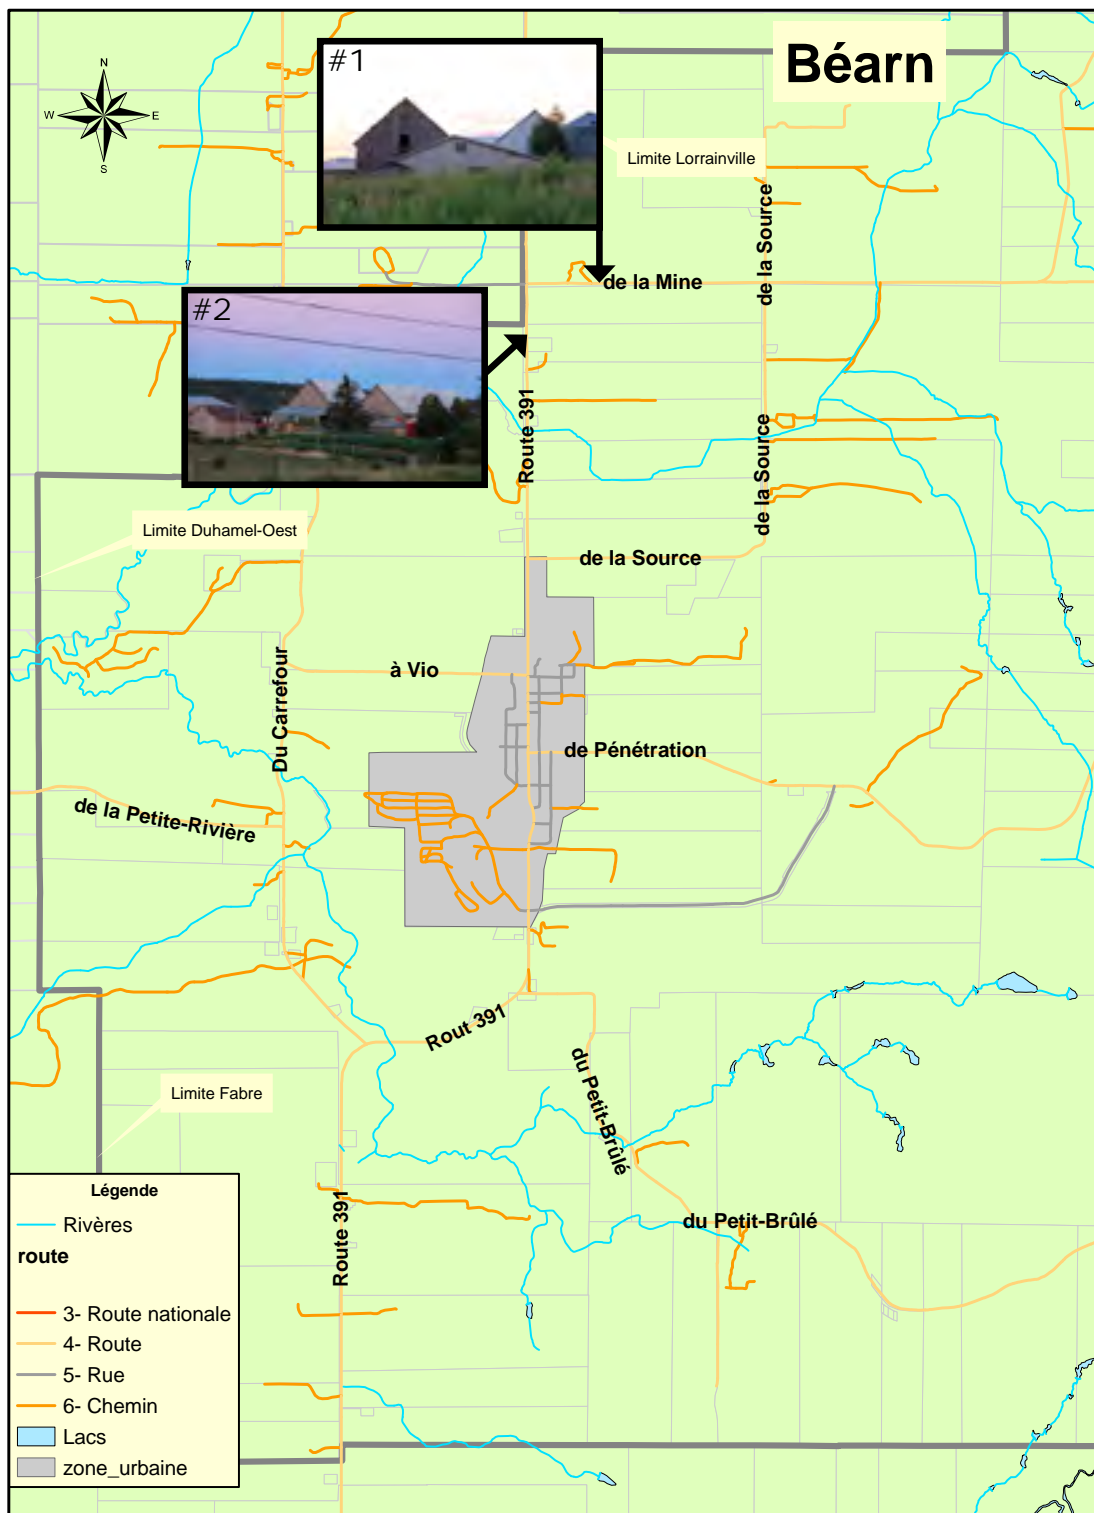 Béarn
#1
N
W
E
S
Limite Lorrainville
de la Source
de la Mine
#2
Route 391
de la Source
Limite Duhamel-Oest
de la Source
à Vio
Du Carrefour
de Pénétration
de la Petite-Rivière
Rout 391
du Petit-Brûlé
Limite Fabre
Route 391
du Petit-Brûlé
Légende
Rivères
route
3- Route nationale
4- Route
5- Rue
6- Chemin
Lacs
zone_urbaine